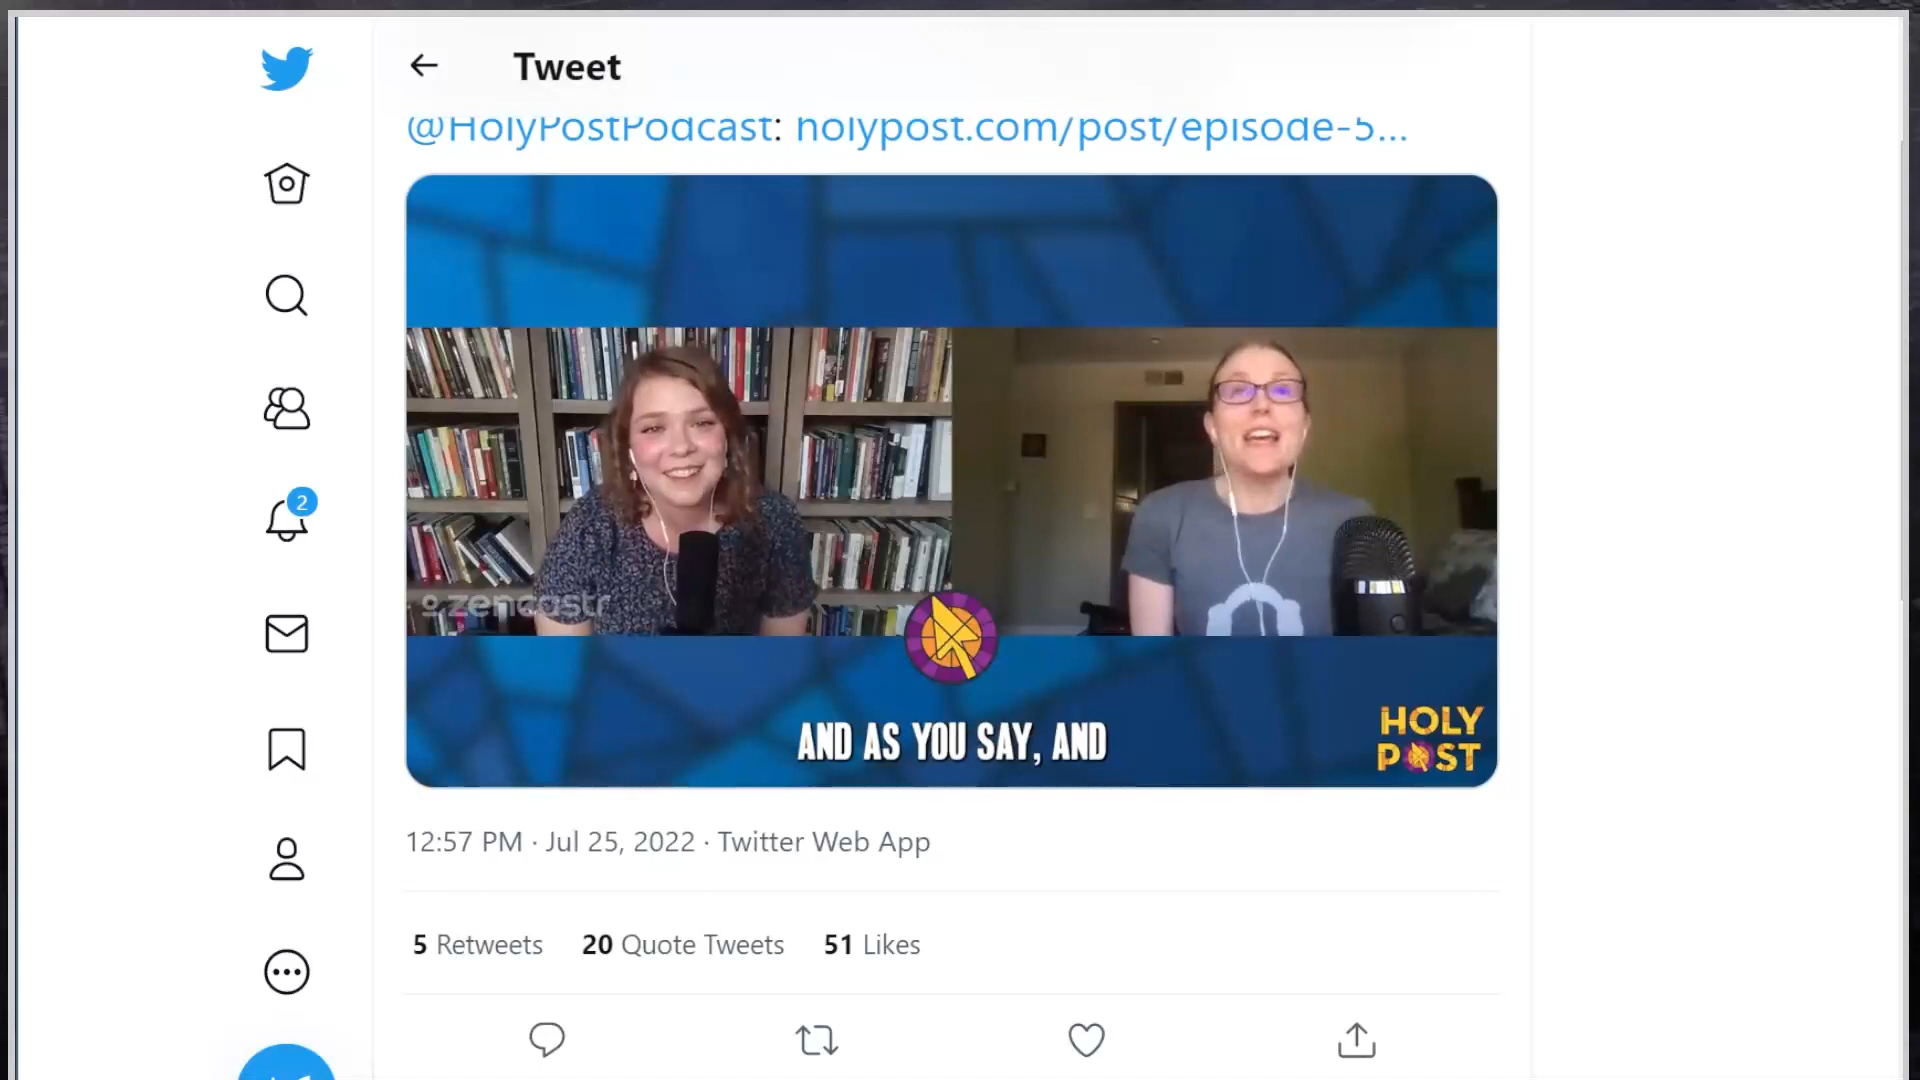 Tweet
@HolyPostPodcast: holypost.com/post/episode-5...
2
zencastr
AND AS YOU SAY, AND
HOLY
POST
12:57 PM · Jul 25, 2022 · Twitter Web App
5 Retweets 20 Quote Tweets 51 Likes